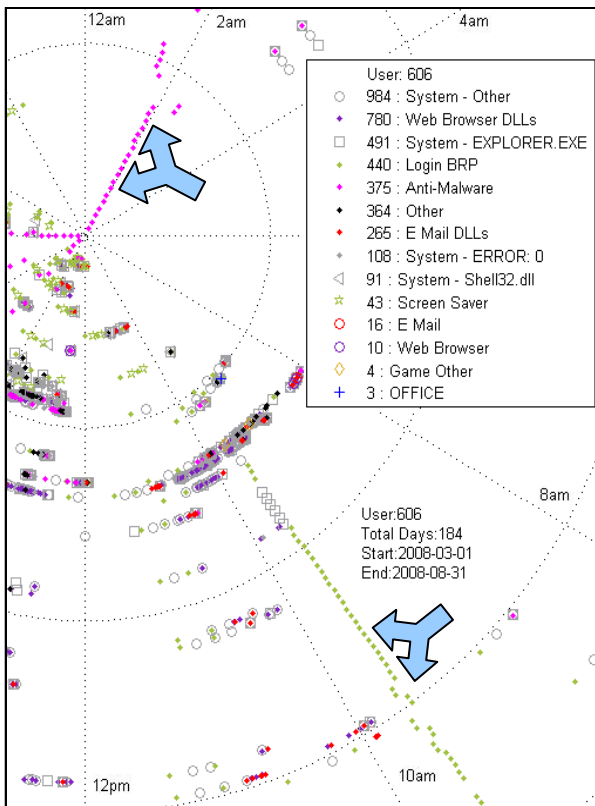 12am
2am
4am
User: 606
984 : System - Other
780 : Web Browser DLLs
491 : System - EXPLORER.EXE
440 : Login BRP
375 : Anti-Malware
364 : Other
265 : E Mail DLLs
108 : System - ERROR: 0
91 : System - Shell32.dll
43 : Screen Saver
16 : E Mail
10 : Web Browser
4 : Game Other
3 : OFFICE
8am
User:606
Total Days:184
Start:2008-03-01
End:2008-08-31
10am
12pm